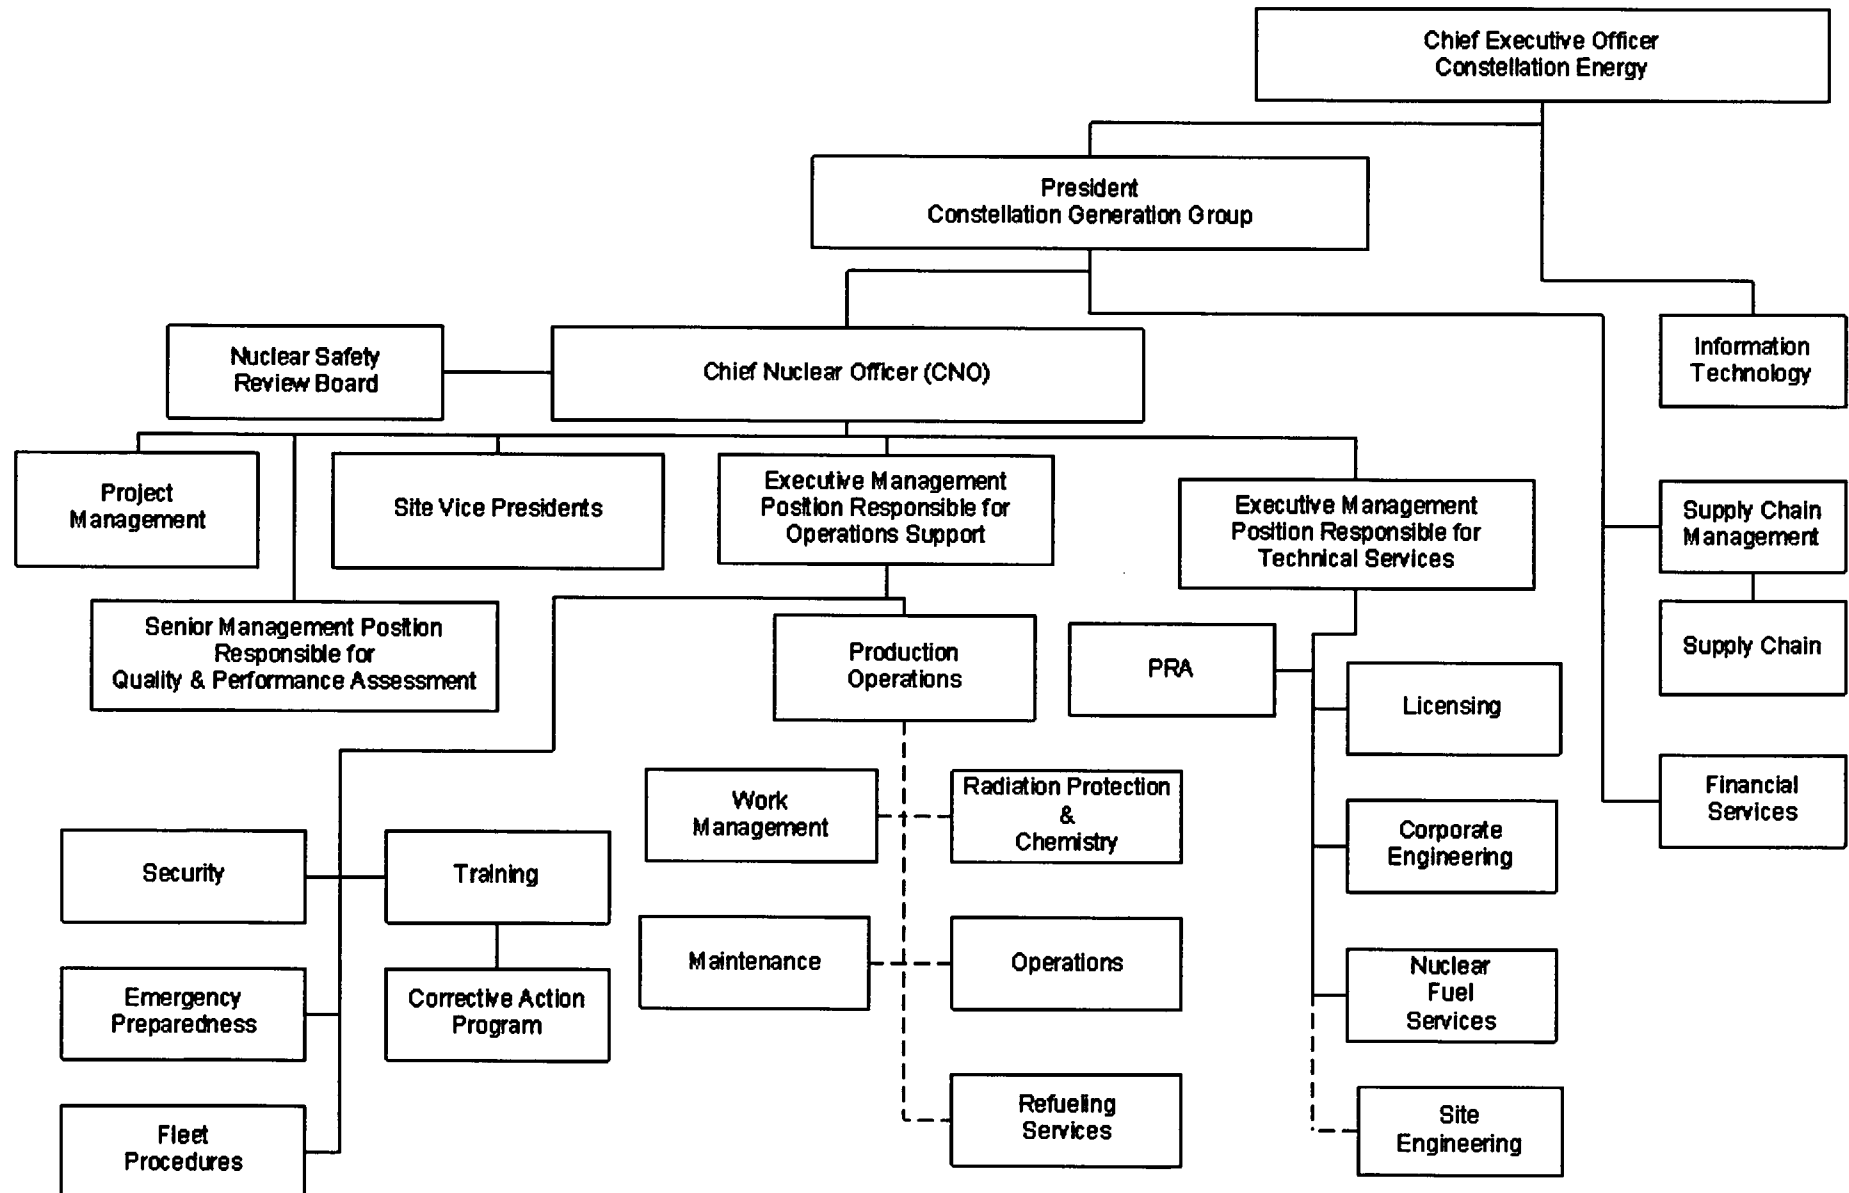 Chief Executive Officer
Constellation Energy
President
Constellation Generation Group
Nuclear Safety
Review Board
Chief Nuclear Officer (CNO)
Information
Technology
Project
Management
Site Vice Presidents
Executive Management
Position Responsible for
Operations Support
Executive Management
Position Responsible for
Technical Services
Supply Chain
Management
Senior Management Position
Responsible for
Quality & Performance Assessment
Production
Operations
PRA
Licensing
Supply Chain
Work
Management
Radiation Protection
&
Chemistry
Corporate
Engineering
Financial
Services
Security
Training
Maintenance
Operations
Nuclear
Fuel
Services
Emergency
Preparedness
Corrective Action
Program
Refueling
Services
Site
Engineering
Fleet
Procedures